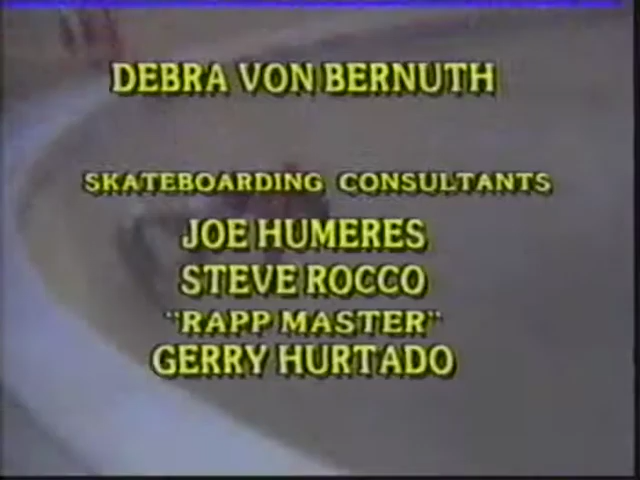 DEBRA VON BERNUTH
SKATEBOARDING CONSULTANTS
JOE HUMERES
STEVE ROCCO
"RAPP MASTER"
GERRY HURTADO